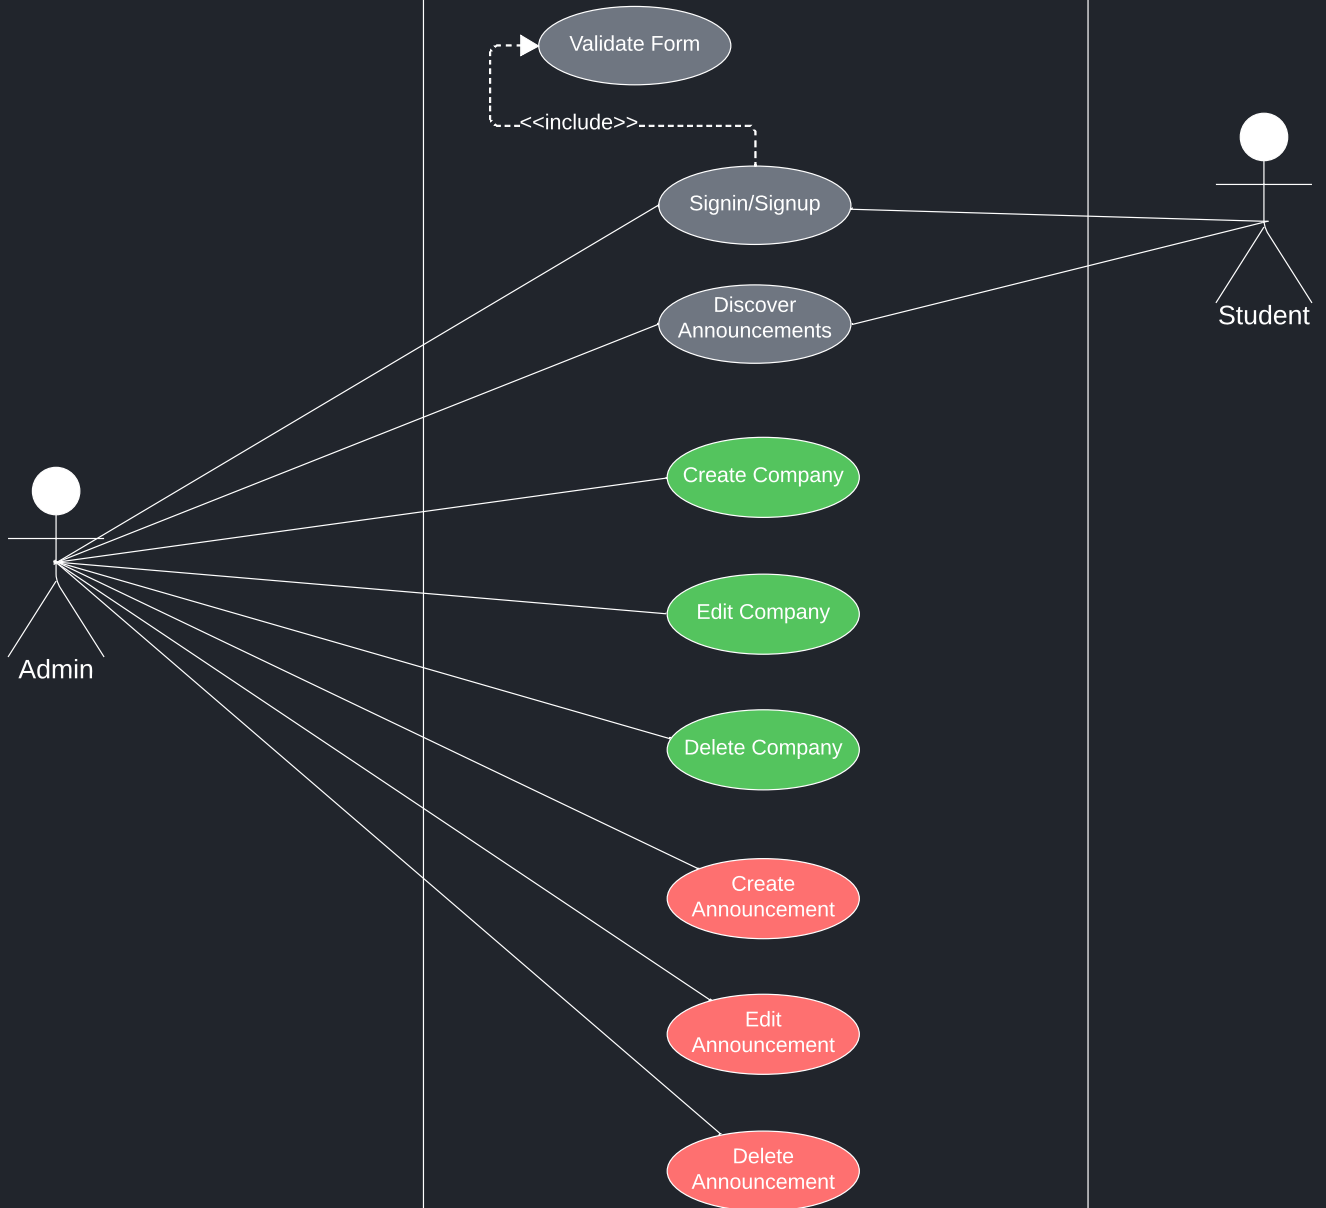 Validate Form
<<include>>
Signin/Signup
Discover
Announcements
Student
Create Company
Edit Company
Admin
Delete Company
Create
Announcement
Edit
Announcement
Delete
Announcement